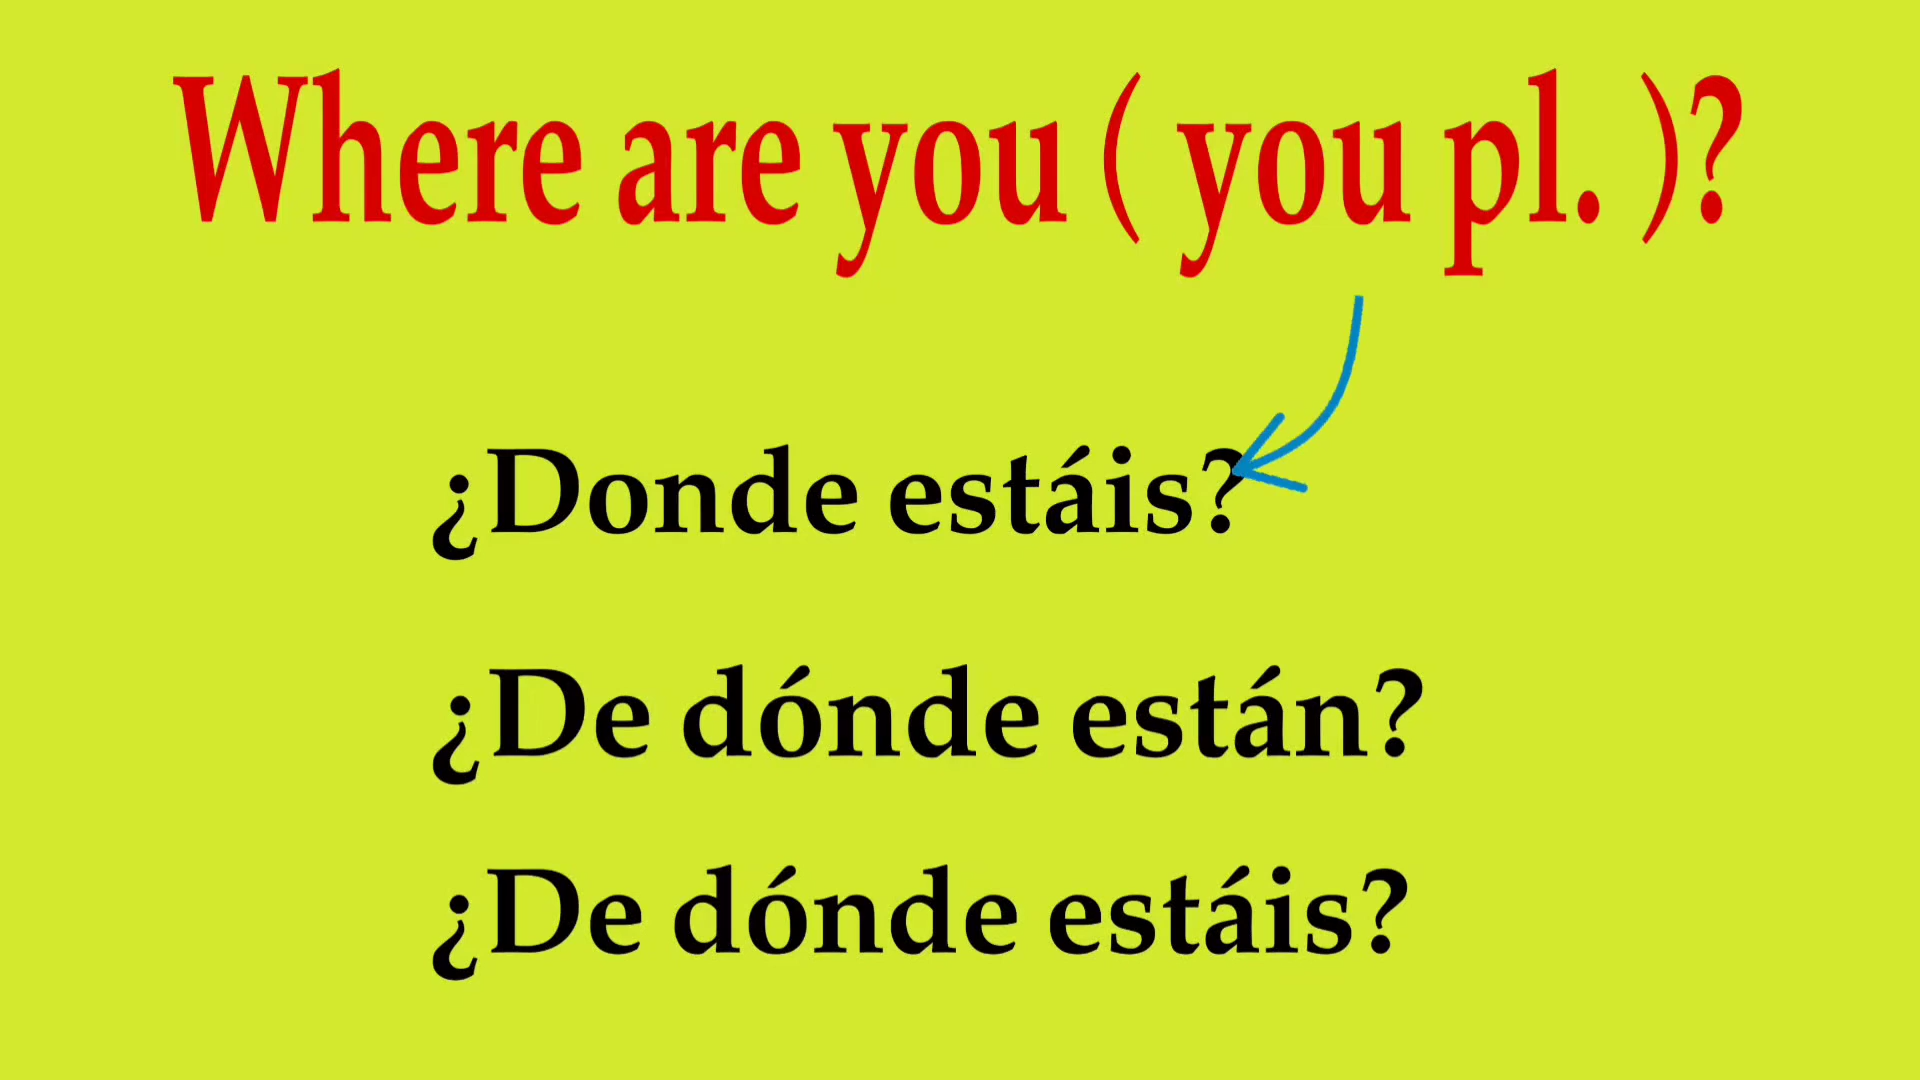 Where are you ( you pl. )?
¿Donde estáis?
¿De dónde están?
¿De dónde estáis?